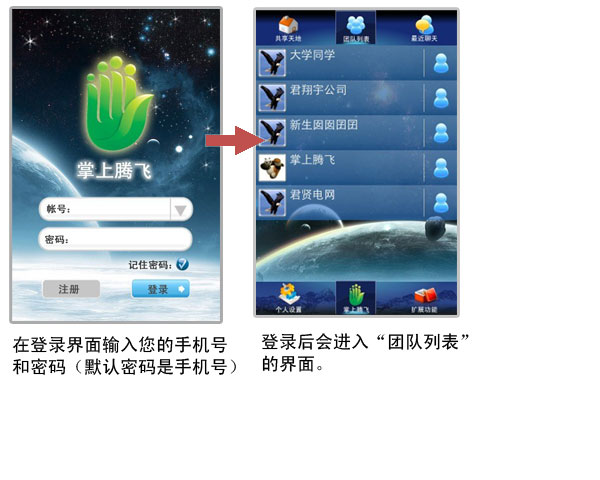 掌上腾飞
帐号:
密码:
记住密码:
注册 登录
在登录界面输入您的手机号
和密码（默认密码是手机号）
共享天地 团队列表 最近聊天
大学同学
君翔宇公司
新生囡囡团团
掌上腾飞
君贤电网
个人设置 掌上腾飞 扩展功能
登录后会进入“团队列表”
的界面。